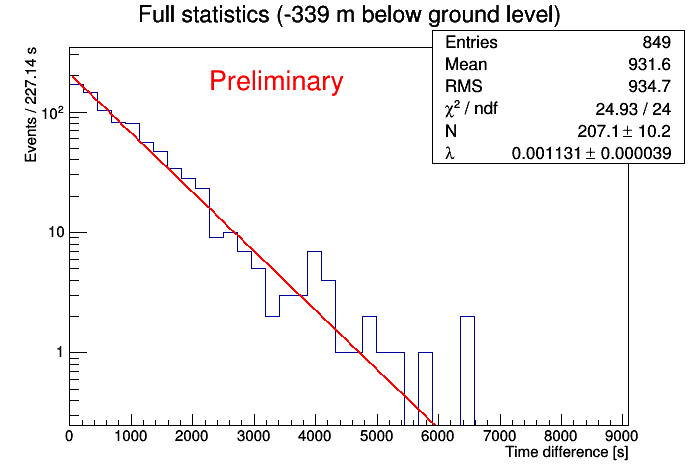 Full statistics (-339 m below ground level)
Entries 849
Mean 931.6
RMS 934.7
χ² / ndf 24.93 / 24
N 207.1 ± 10.2
λ 0.001131 ± 0.000039
Preliminary
Events / 227.14 s
10²
10
1
0 1000 2000 3000 4000 5000 6000 7000 8000 9000
Time difference [s]